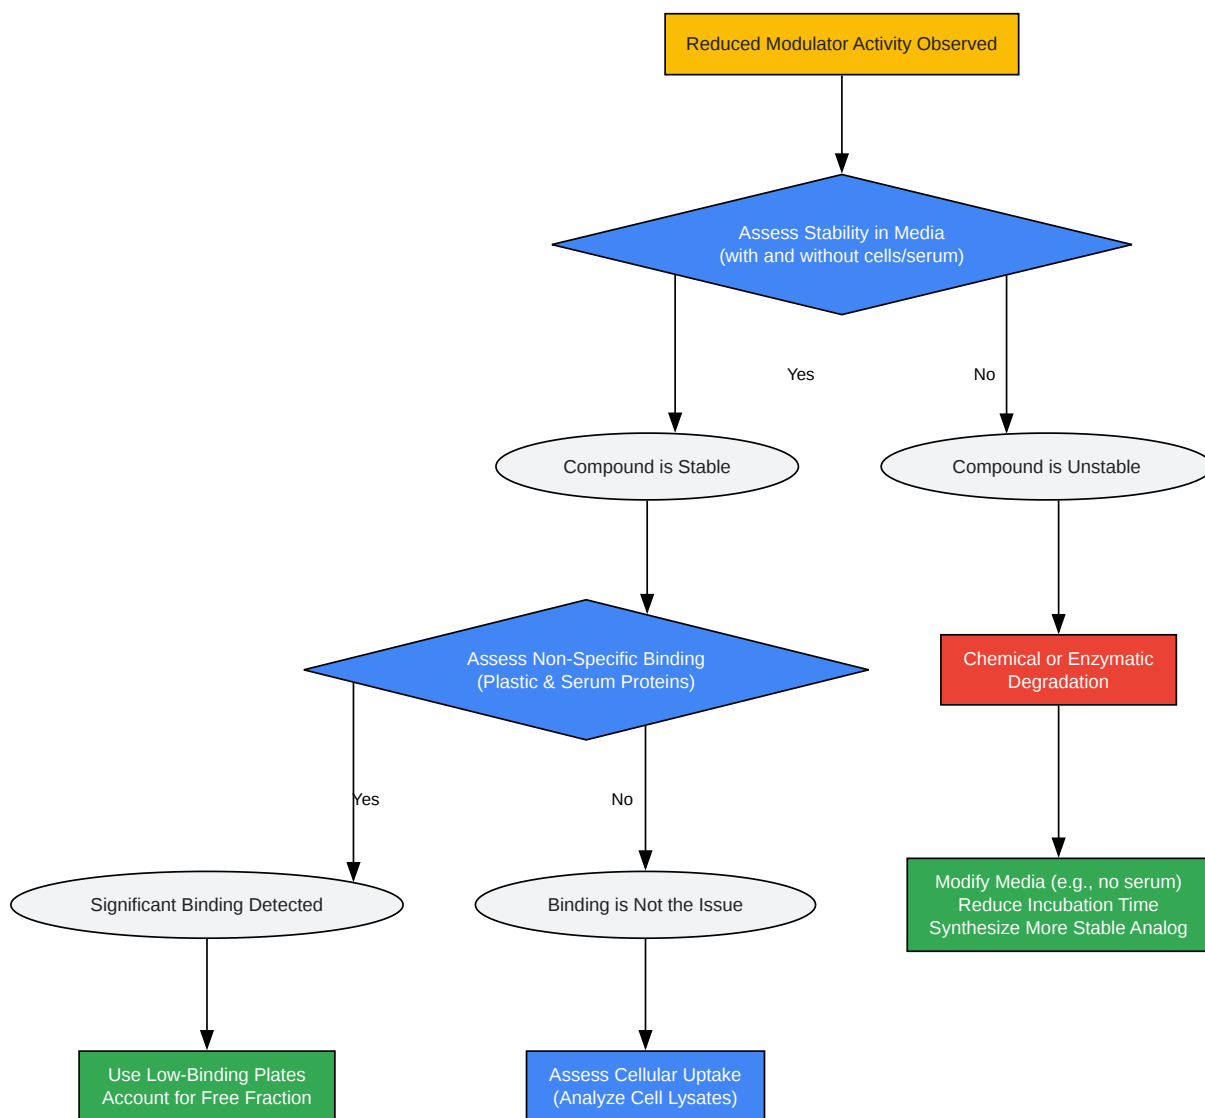 Reduced Modulator Activity Observed
Assess Stability in Media
(with and without cells/serum)
Yes
No
Compound is Stable
Compound is Unstable
Assess Non-Specific Binding
(Plastic & Serum Proteins)
Chemical or Enzymatic
Degradation
Yes
No
Significant Binding Detected
Binding is Not the Issue
Modify Media (e.g., no serum)
Reduce Incubation Time
Synthesize More Stable Analog
Use Low-Binding Plates
Account for Free Fraction
Assess Cellular Uptake
(Analyze Cell Lysates)